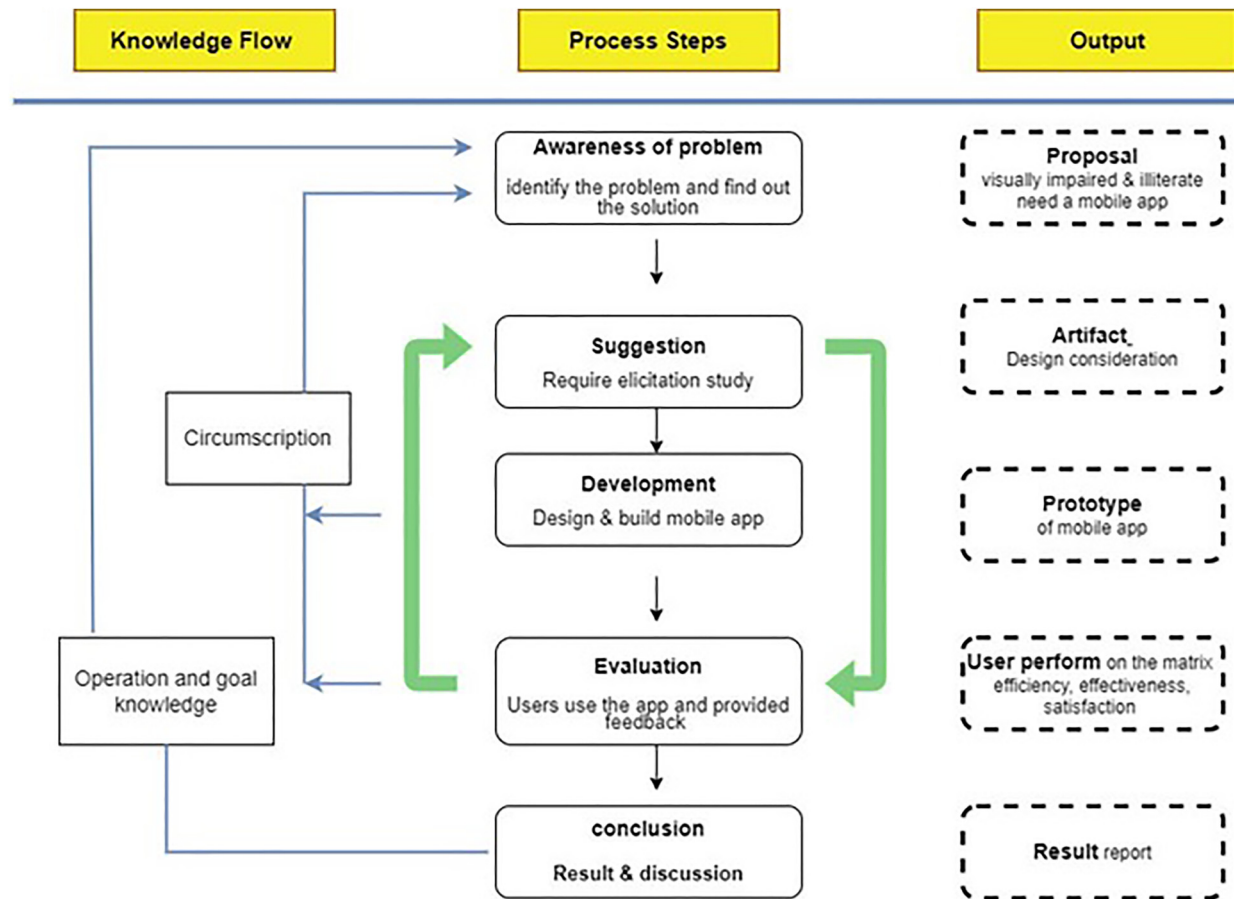 Knowledge Flow
Process Steps
Output
Awareness of problem
identify the problem and find out
the solution
Proposal
visually impaired & illiterate
need a mobile app
Suggestion
Require elicitation study
Artifact_
Design consideration
Circumscription
Development
Design & build mobile app
Prototype
of mobile app
Operation and goal
knowledge
Evaluation
Users use the app and provided
feedback
User perform on the matrix
efficiency, effectiveness,
satisfaction
conclusion
Result & discussion
Result report